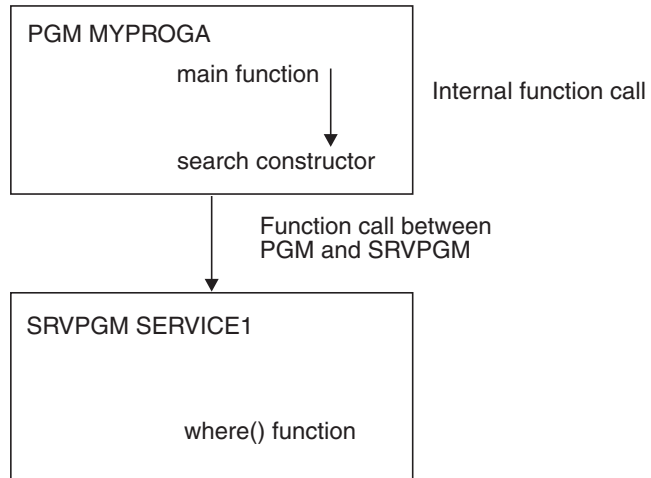 PGM MYPROGA
main function
Internal function call
search constructor
Function call between
PGM and SRVPGM
SRVPGM SERVICE1
where() function